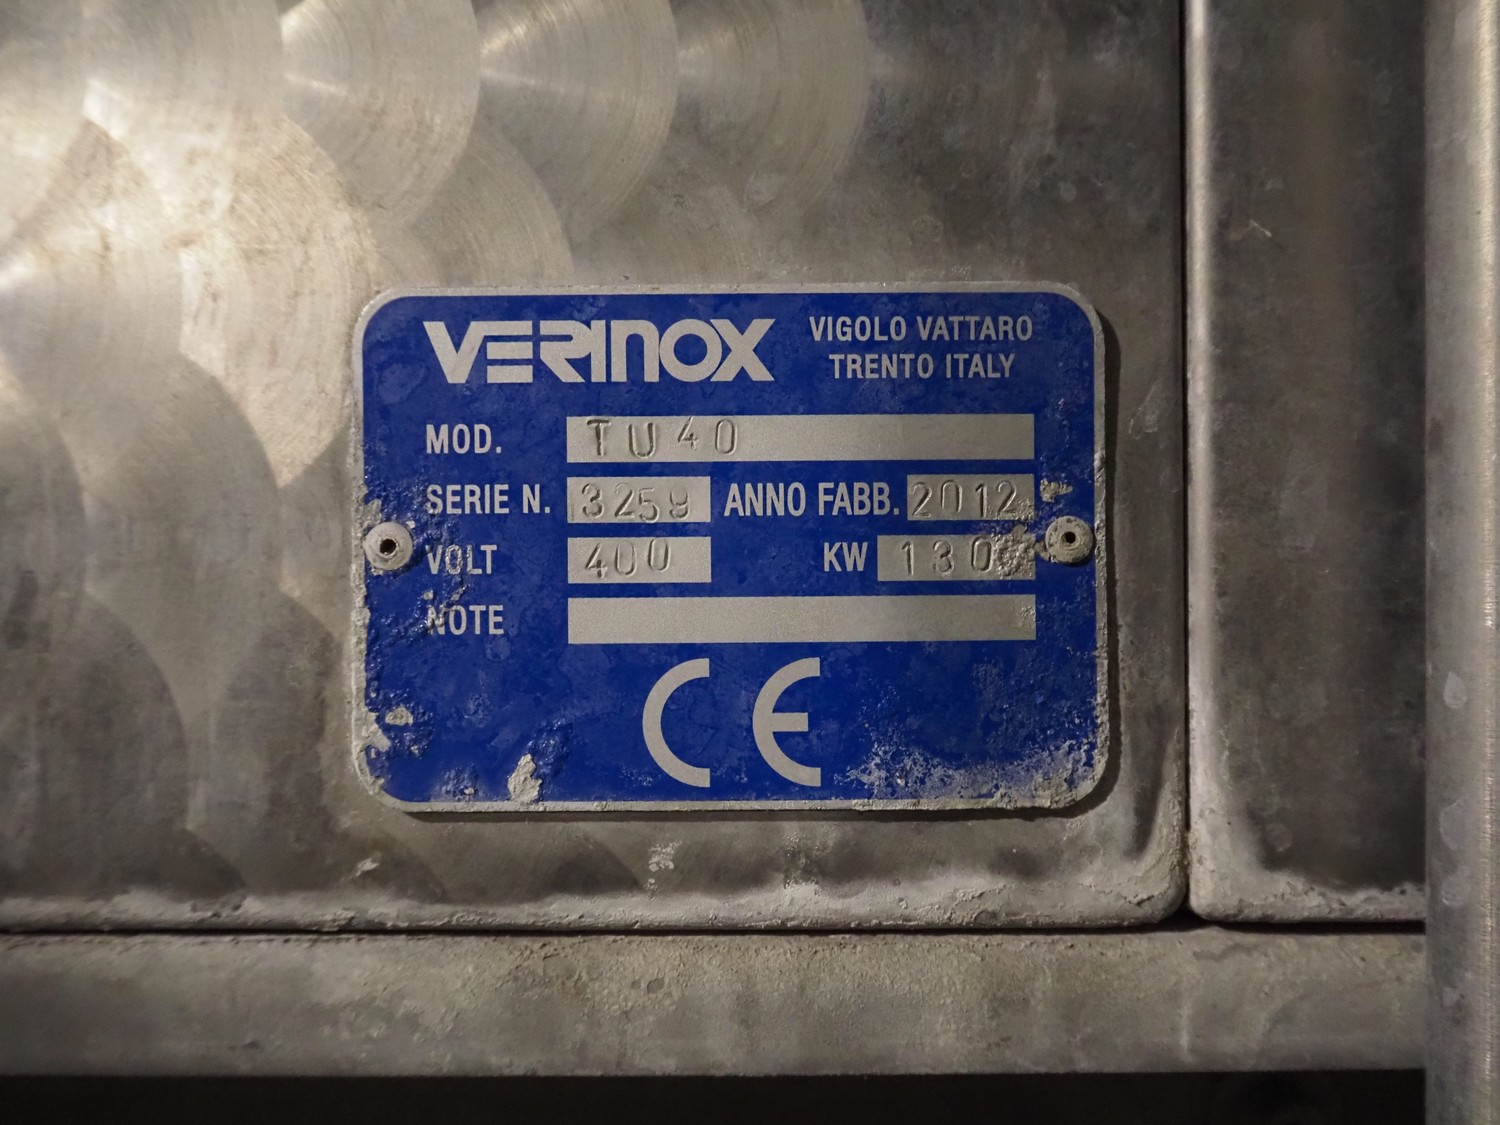 VERINOX VIGOLO VATTARO
TRENTO ITALY
MOD. TU40
SERIE N. 3259 ANNO FABB. 2012
VOLT 400 KW 130
NOTE
CE